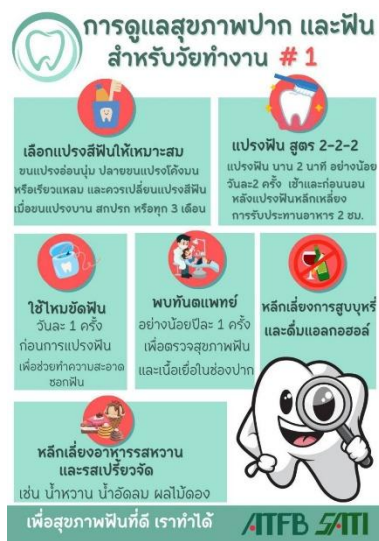 การดูแลสุขภาพปาก และฟัน
สำหรับวัยทำงาน # 1
เลือกแปรงสีฟันให้เหมาะสม
ขนแปรงอ่อนนุ่ม ปลายขนแปรงโค้งมน
หรือเรียวแหลม และควรเปลี่ยนแปรงสีฟัน
เมื่อขนแปรงบาน สกปรก หรือทุก 3 เดือน
แปรงฟัน สูตร 2-2-2
แปรงฟัน นาน 2 นาที อย่างน้อย
วันละ2 ครั้ง เช้าและก่อนนอน
หลังแปรงฟันหลีกเหลี่ยง
การรับประทานอาหาร 2 ชม.
ใช้ไหมขัดฟัน
วันละ 1 ครั้ง
ก่อนการแปรงฟัน
เพื่อช่วยทำความสะอาด
ซอกฟัน
พบทันตแพทย์
อย่างน้อยปีละ 1 ครั้ง
เพื่อตรวจสุขภาพฟัน
และเนื้อเยื่อในช่องปาก
หลีกเลี่ยงการสูบบุหรี่
และดื่มแอลกอฮอล์
หลีกเลี่ยงอาหารรสหวาน
และรสเปรี้ยวจัด
เช่น น้ำหวาน น้ำอัดลม ผลไม้ดอง
เพื่อสุขภาพฟันที่ดี เราทำได้
ATFB SATI